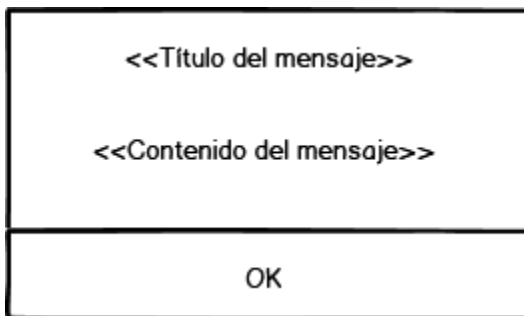 <<Título del mensaje>>
<<Contenido del mensaje>>
OK